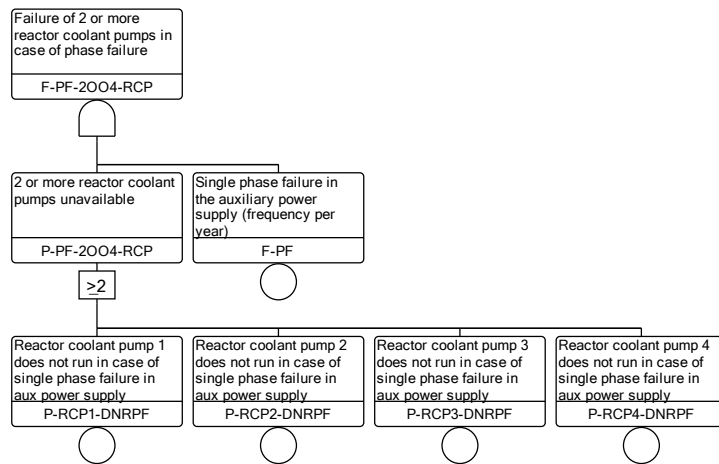 Failure of 2 or more
reactor coolant pumps in
case of phase failure
F-PF-2OO4-RCP
2 or more reactor coolant
pumps unavailable
P-PF-2OO4-RCP
Single phase failure in
the auxiliary power
supply (frequency per
year)
F-PF
≥2
Reactor coolant pump 1
does not run in case of
single phase failure in
aux power supply
P-RCP1-DNRPF
Reactor coolant pump 2
does not run in case of
single phase failure in
aux power supply
P-RCP2-DNRPF
Reactor coolant pump 3
does not run in case of
single phase failure in
aux power supply
P-RCP3-DNRPF
Reactor coolant pump 4
does not run in case of
single phase failure in
aux power supply
P-RCP4-DNRPF